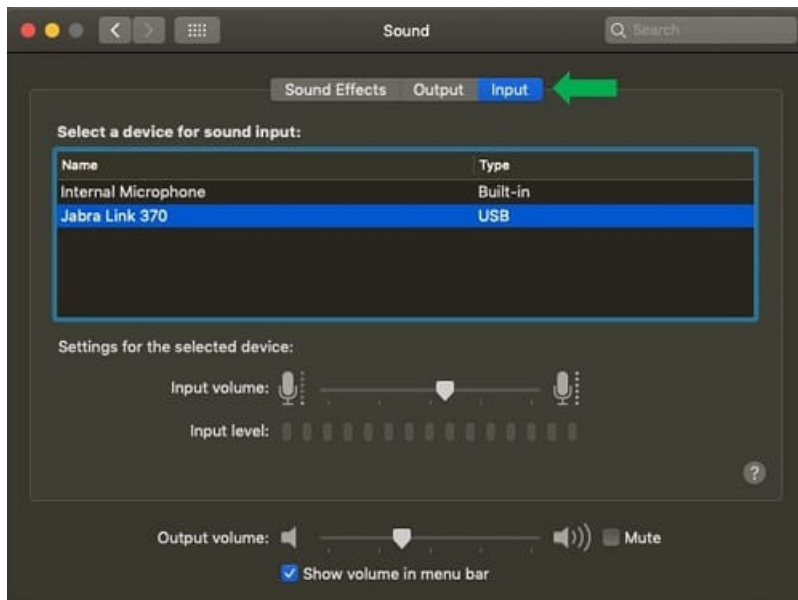 Sound
Search
Sound Effects Output Input
Select a device for sound input:
Name Type
Internal Microphone Built-in
Jabra Link 370 USB
Settings for the selected device:
Input volume:
Input level:
?
Output volume: Mute
Show volume in menu bar